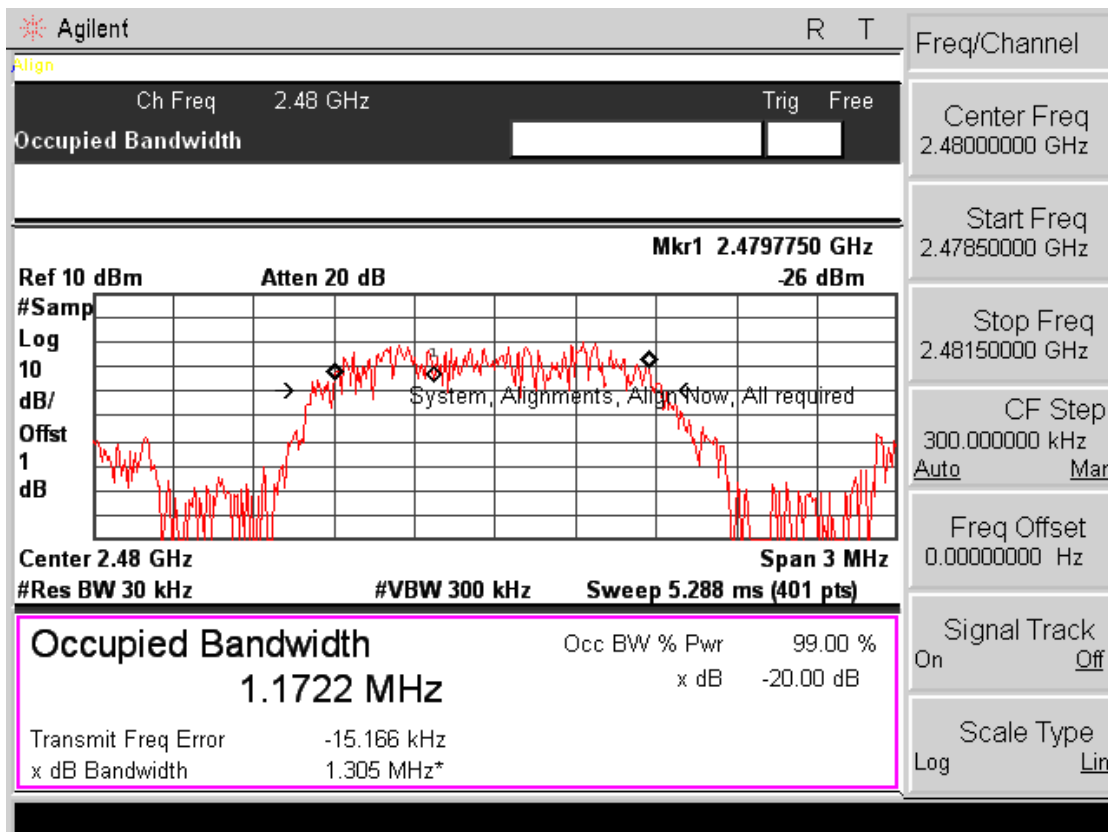 Agilent R T
Align
Ch Freq 2.48 GHz Trig Free
Occupied Bandwidth
Mkr1 2.4797750 GHz
Ref 10 dBm Atten 20 dB -26 dBm
#Samp
Log
10
dB/
Offst
1
dB
1
System, Alignments, Align Now, All required
Center 2.48 GHz Span 3 MHz
#Res BW 30 kHz #VBW 300 kHz Sweep 5.288 ms (401 pts)
Occupied Bandwidth
1.1722 MHz
Occ BW % Pwr 99.00 %
x dB -20.00 dB
Transmit Freq Error -15.166 kHz
x dB Bandwidth 1.305 MHz*
Freq/Channel
Center Freq
2.48000000 GHz
Start Freq
2.47850000 GHz
Stop Freq
2.48150000 GHz
CF Step
300.000000 kHz
Auto Man
Freq Offset
0.00000000 Hz
Signal Track
On Off
Scale Type
Log Lin